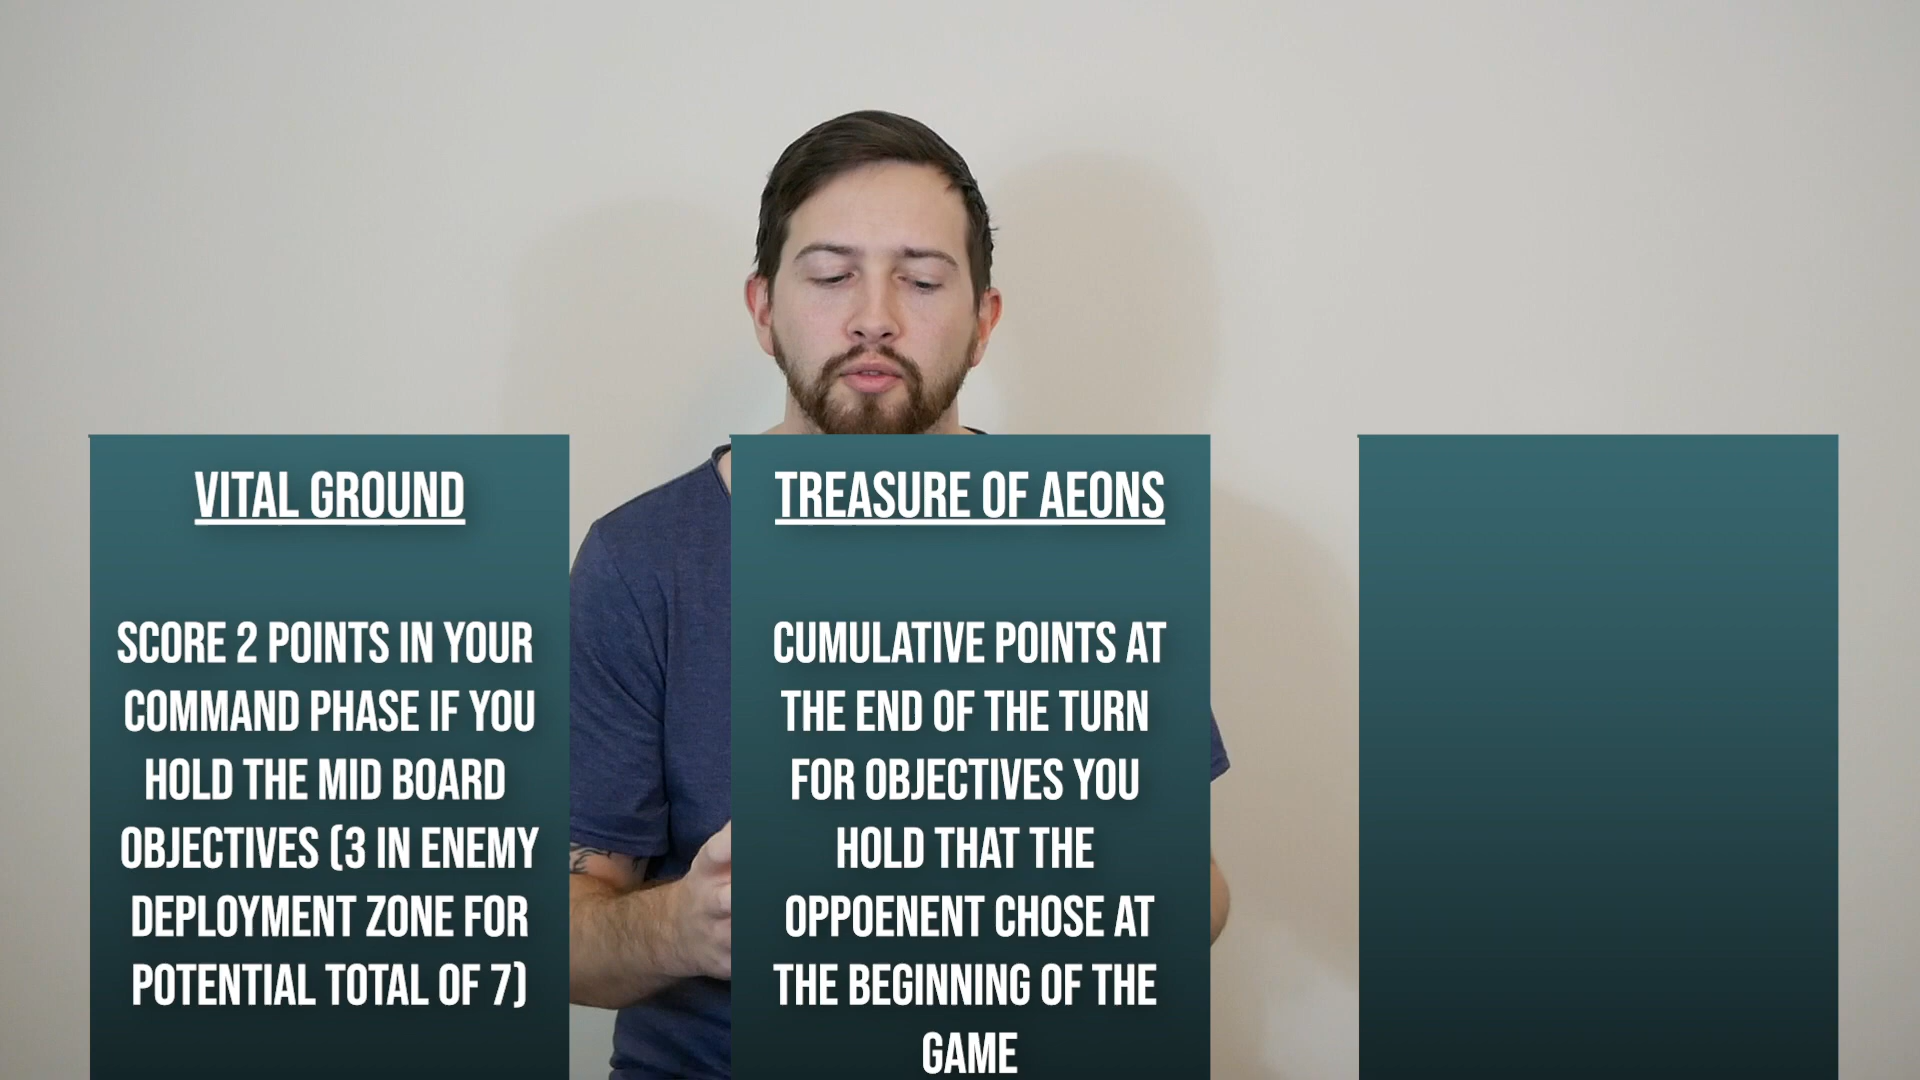 VITAL GROUND
SCORE 2 POINTS IN YOUR
COMMAND PHASE IF YOU
HOLD THE MID BOARD
OBJECTIVES (3 IN ENEMY
DEPLOYMENT ZONE FOR
POTENTIAL TOTAL OF 7)
TREASURE OF AEONS
CUMULATIVE POINTS AT
THE END OF THE TURN
FOR OBJECTIVES YOU
HOLD THAT THE
OPPOENENT CHOSE AT
THE BEGINNING OF THE
GAME